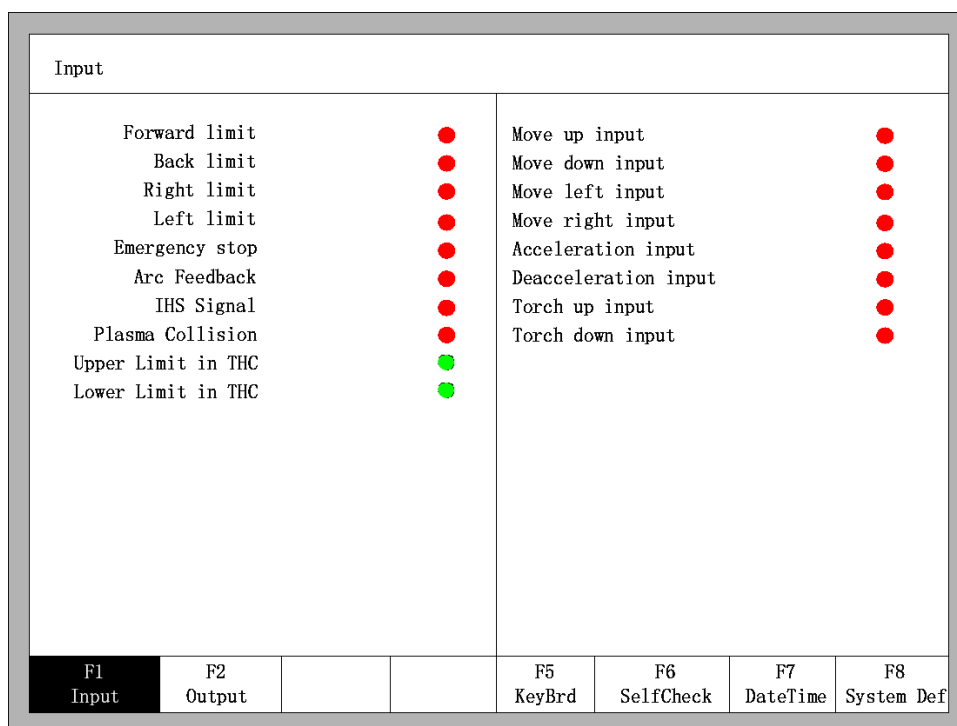 Input
Forward limit
Back limit
Right limit
Left limit
Emergency stop
Arc Feedback
IHS Signal
Plasma Collision
Upper Limit in THC
Lower Limit in THC
Move up input
Move down input
Move left input
Move right input
Acceleration input
Deacceleration input
Torch up input
Torch down input
F1 F2 F5 F6 F7 F8
Input Output KeyBrd SelfCheck DateTime System Def